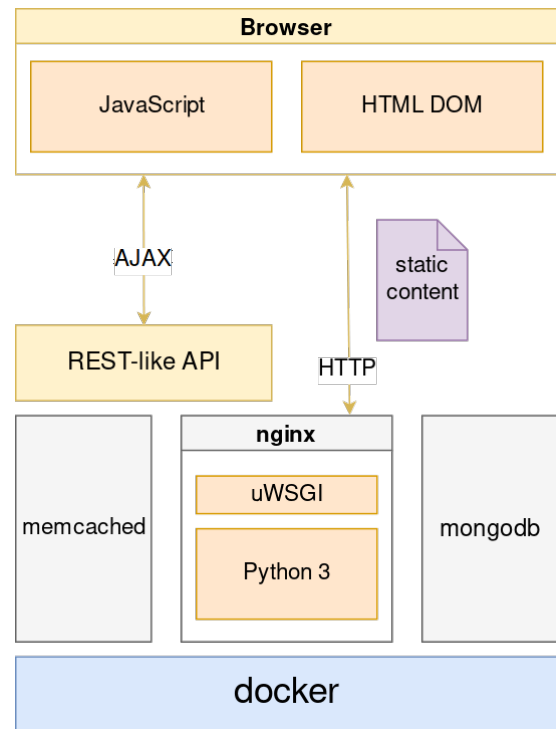 Browser
JavaScript
HTML DOM
AJAX
static
content
REST-like API
HTTP
nginx
memcached
uWSGI
Python 3
mongodb
docker